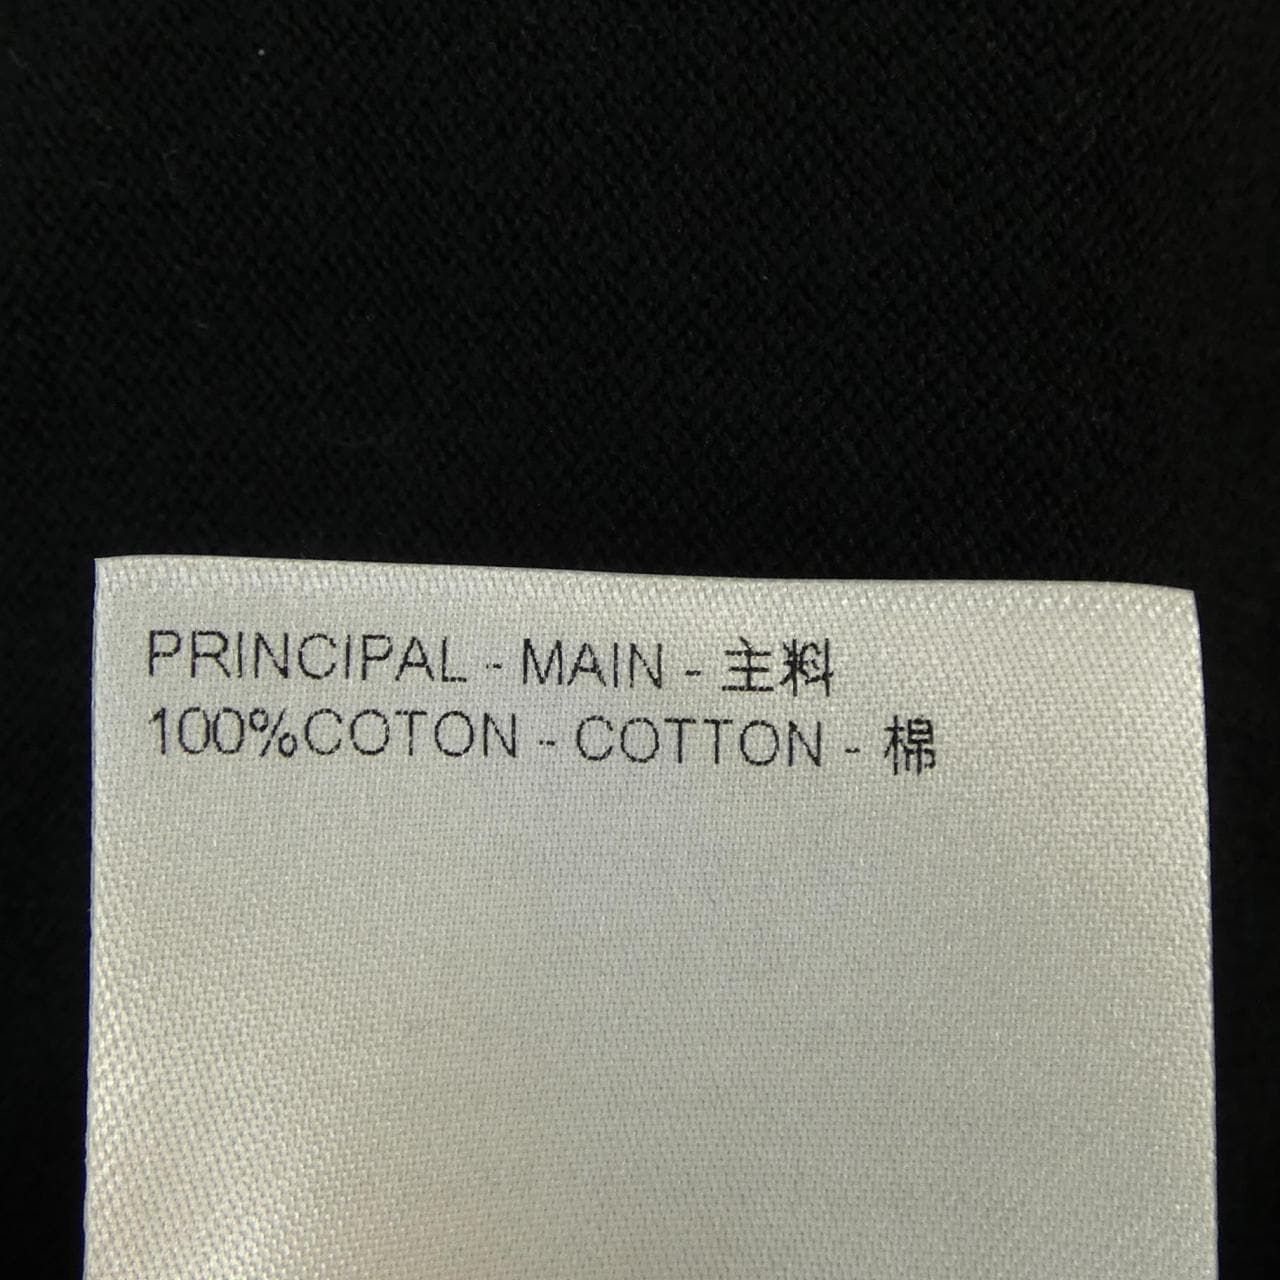 PRINCIPAL - MAIN - 主料
100%COTON - COTTON - 棉